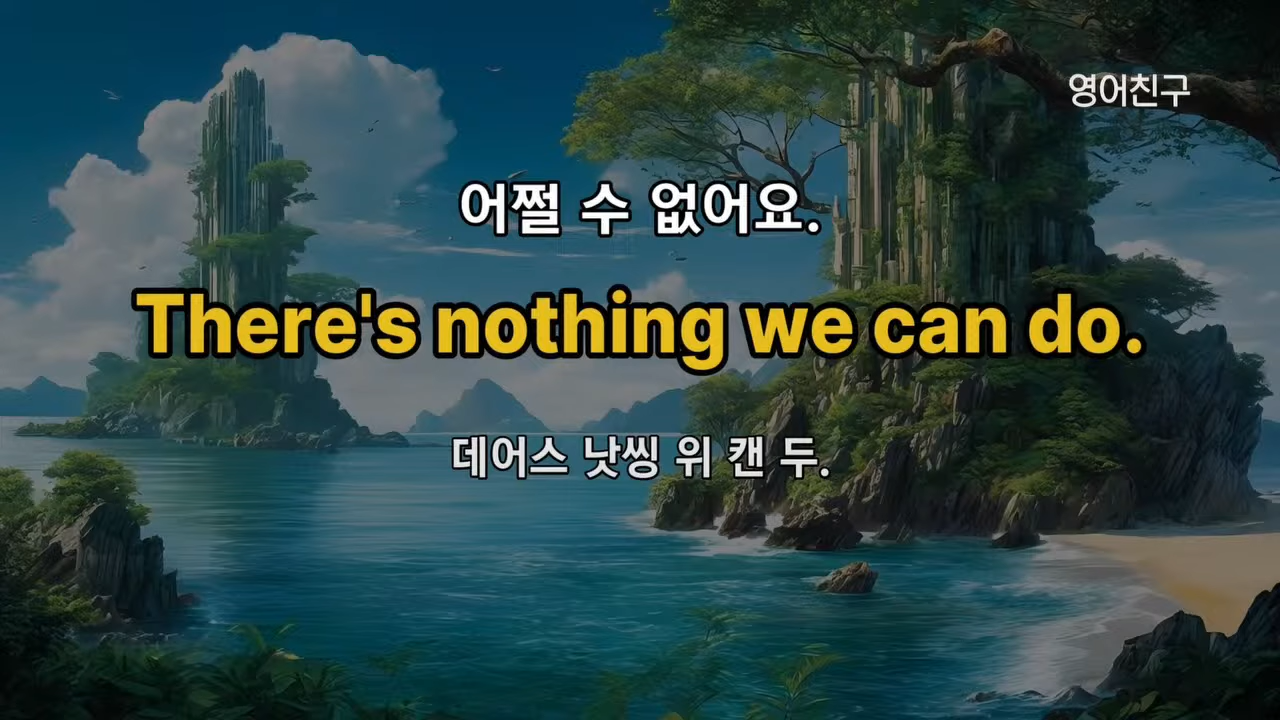 영어친구
어쩔 수 없어요.
There's nothing we can do.
데어스 낫씽 위 캔 두.